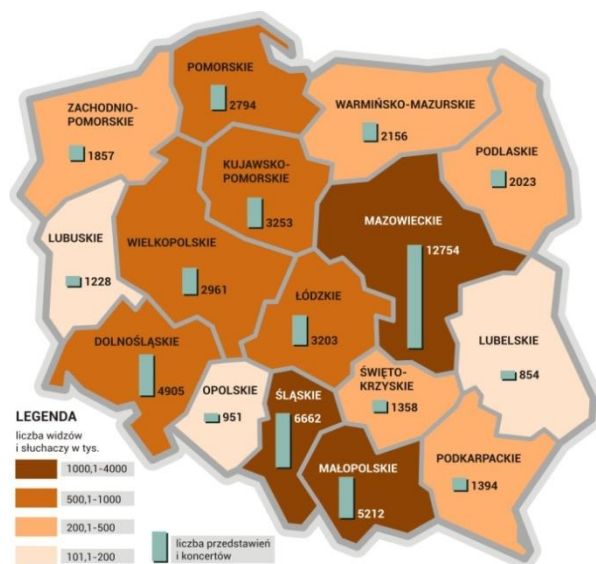 POMORSKIE
2794
ZACHODNIO-
POMORSKIE
1857
WARMIŃSKO-MAZURSKIE
2156
PODLASKIE
2023
KUJAWSKO-
POMORSKIE
3253
MAZOWIECKIE
12754
LUBUSKIE
1228
WIELKOPOLSKIE
2961
ŁÓDZKIE
3203
DOLNOŚLĄSKIE
4905
LUBELSKIE
854
OPOLSKIE
951
ŚLĄSKIE
6662
ŚWIĘTO-
KRZYSKIE
1358
MAŁOPOLSKIE
5212
PODKARPACKIE
1394
LEGENDA
liczba widzów
i słuchaczy w tys.
1000,1-4000
500,1-1000
200,1-500
101,1-200
liczba przedstawień
i koncertów